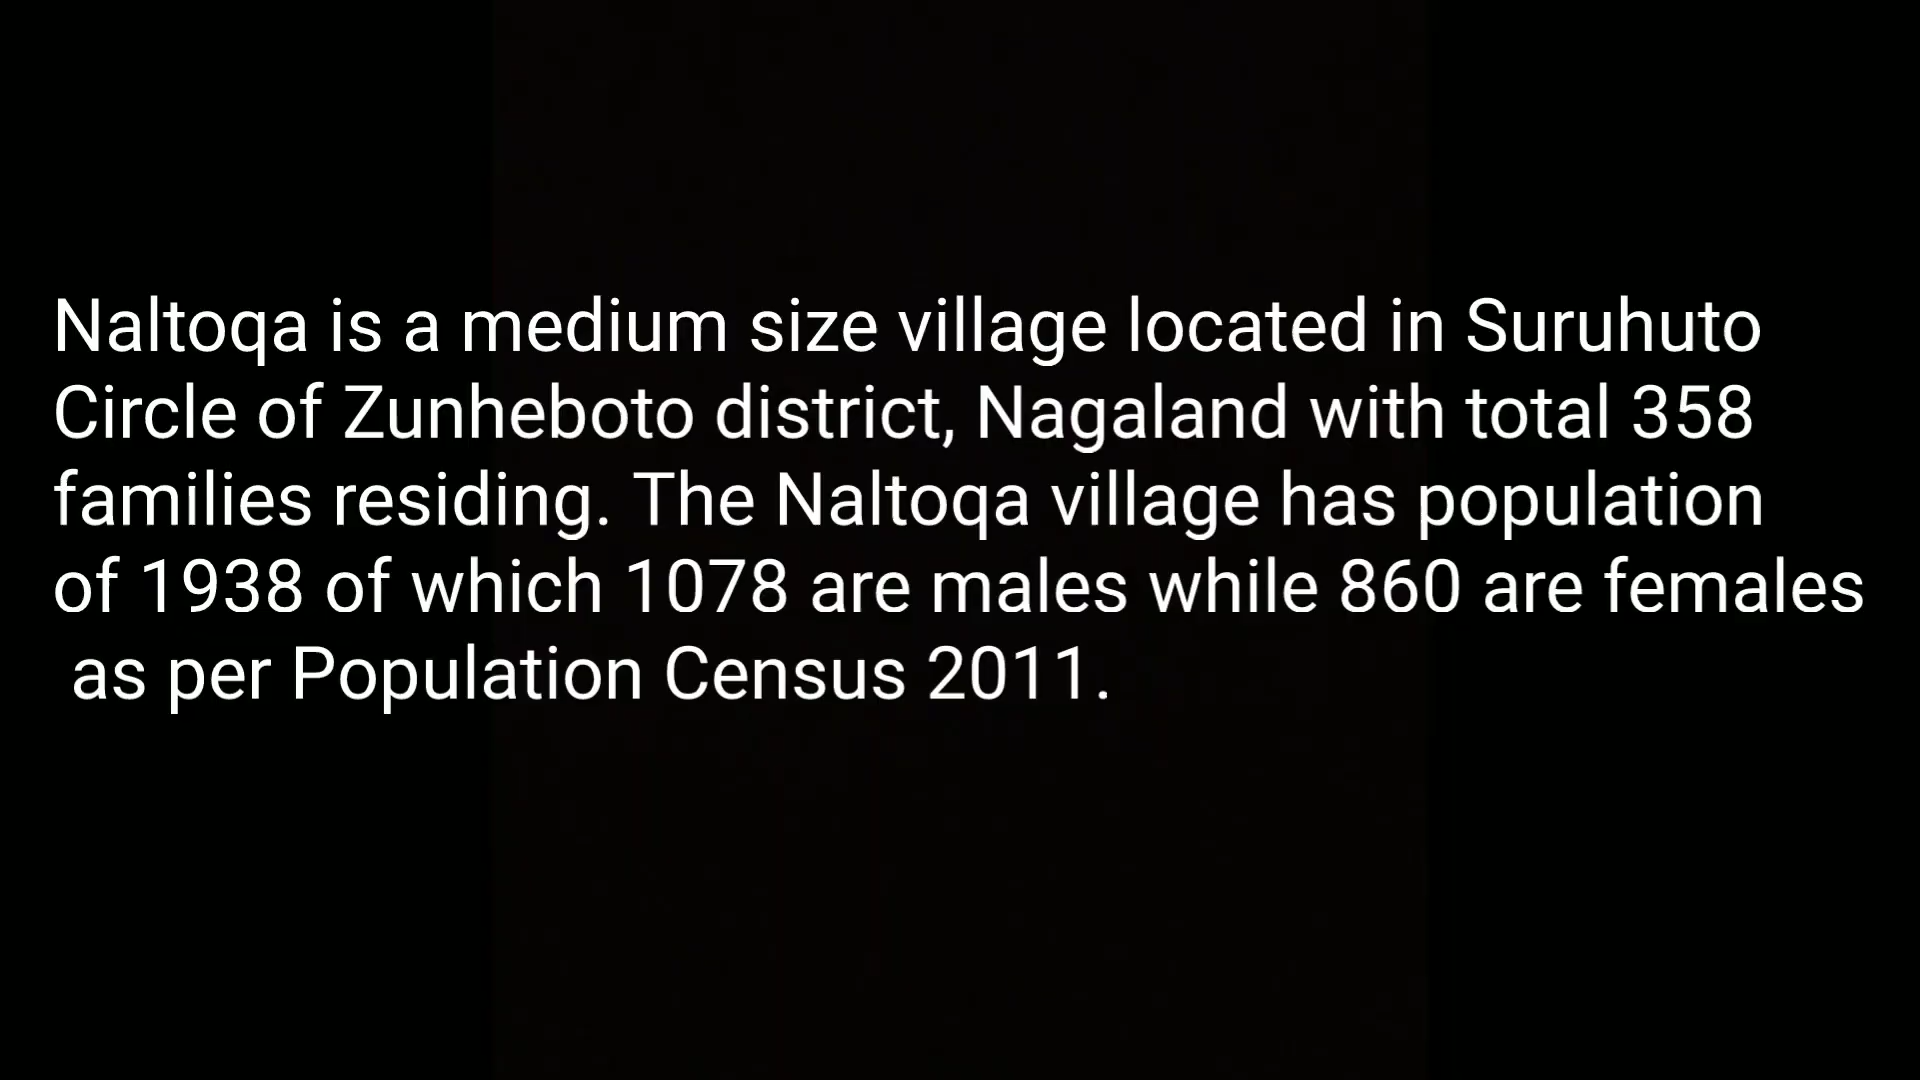 Naltoqa is a medium size village located in Suruhuto
Circle of Zunheboto district, Nagaland with total 358
families residing. The Naltoqa village has population
of 1938 of which 1078 are males while 860 are females
as per Population Census 2011.